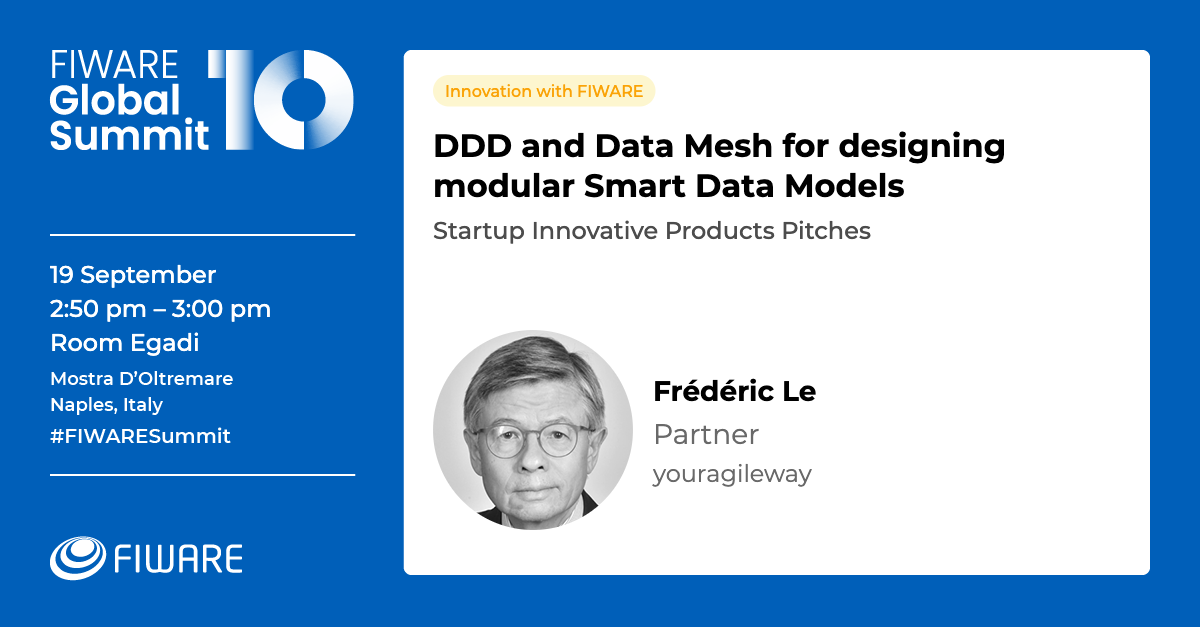 FIWARE
Global
Summit
10
19 September
2:50 pm – 3:00 pm
Room Egadi
Mostra D’Oltremare
Naples, Italy
#FIWARESummit
FIWARE
Innovation with FIWARE
DDD and Data Mesh for designing
modular Smart Data Models
Startup Innovative Products Pitches
Frédéric Le
Partner
youragileway